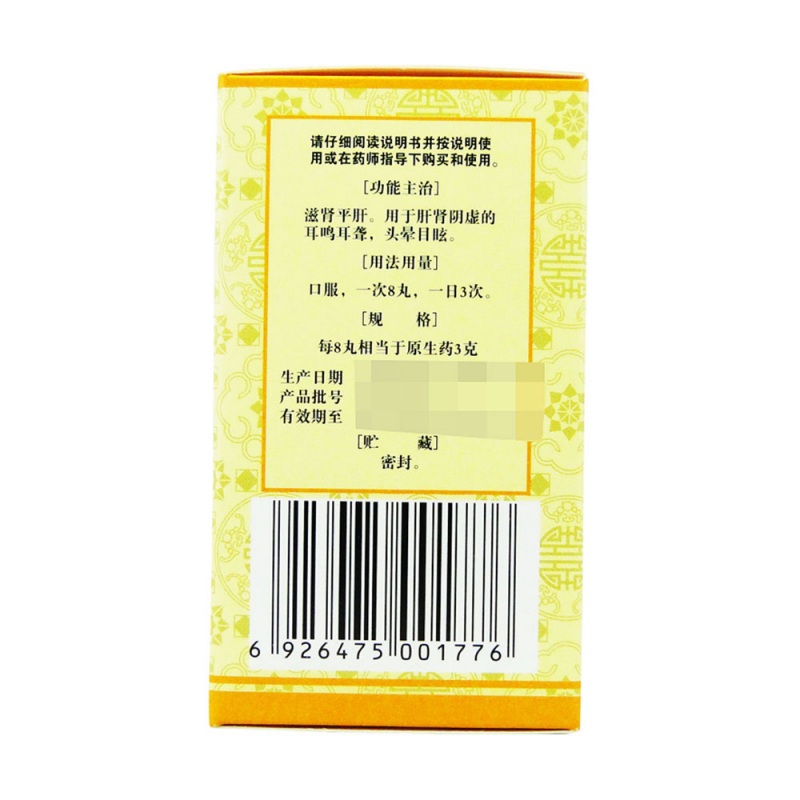 请仔细阅读说明书并按说明使
用或在药师指导下购买和使用。
[功能主治]
滋肾平肝。用于肝肾阴虚的
耳鸣耳聋，头晕目眩。
[用法用量]
口服，一次8丸，一日3次。
[规 格]
每8丸相当于原生药3克
生产日期
产品批号
有效期至
[贮 藏]
密封。
6 926475 001776